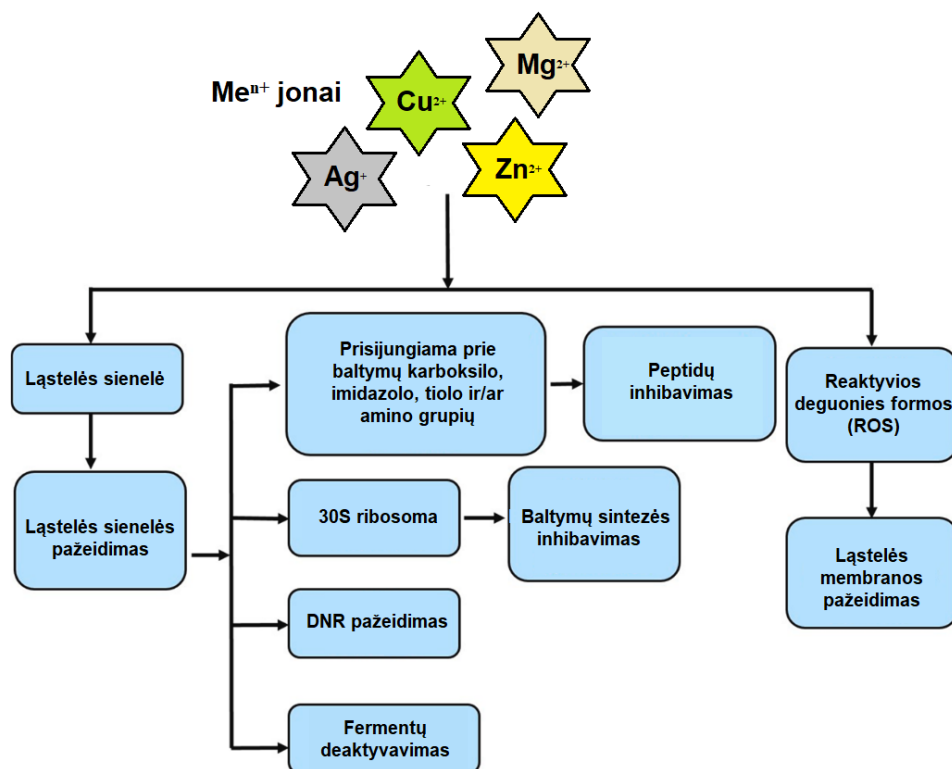 Meⁿ⁺ jonai
Cu²⁺
Mg²⁺
Ag⁺
Zn²⁺
Ląstelės sienelė
Ląstelės sienelės
pažeidimas
Prisijungiama prie
baltymų karboksilo,
imidazolo, tiolo ir/ar
amino grupių
Peptidų
inhibavimas
30S ribosoma
Baltymų sintezės
inhibavimas
DNR pažeidimas
Fermentų
deaktyvavimas
Reaktyvios
deguonies formos
(ROS)
Ląstelės
membranos
pažeidimas